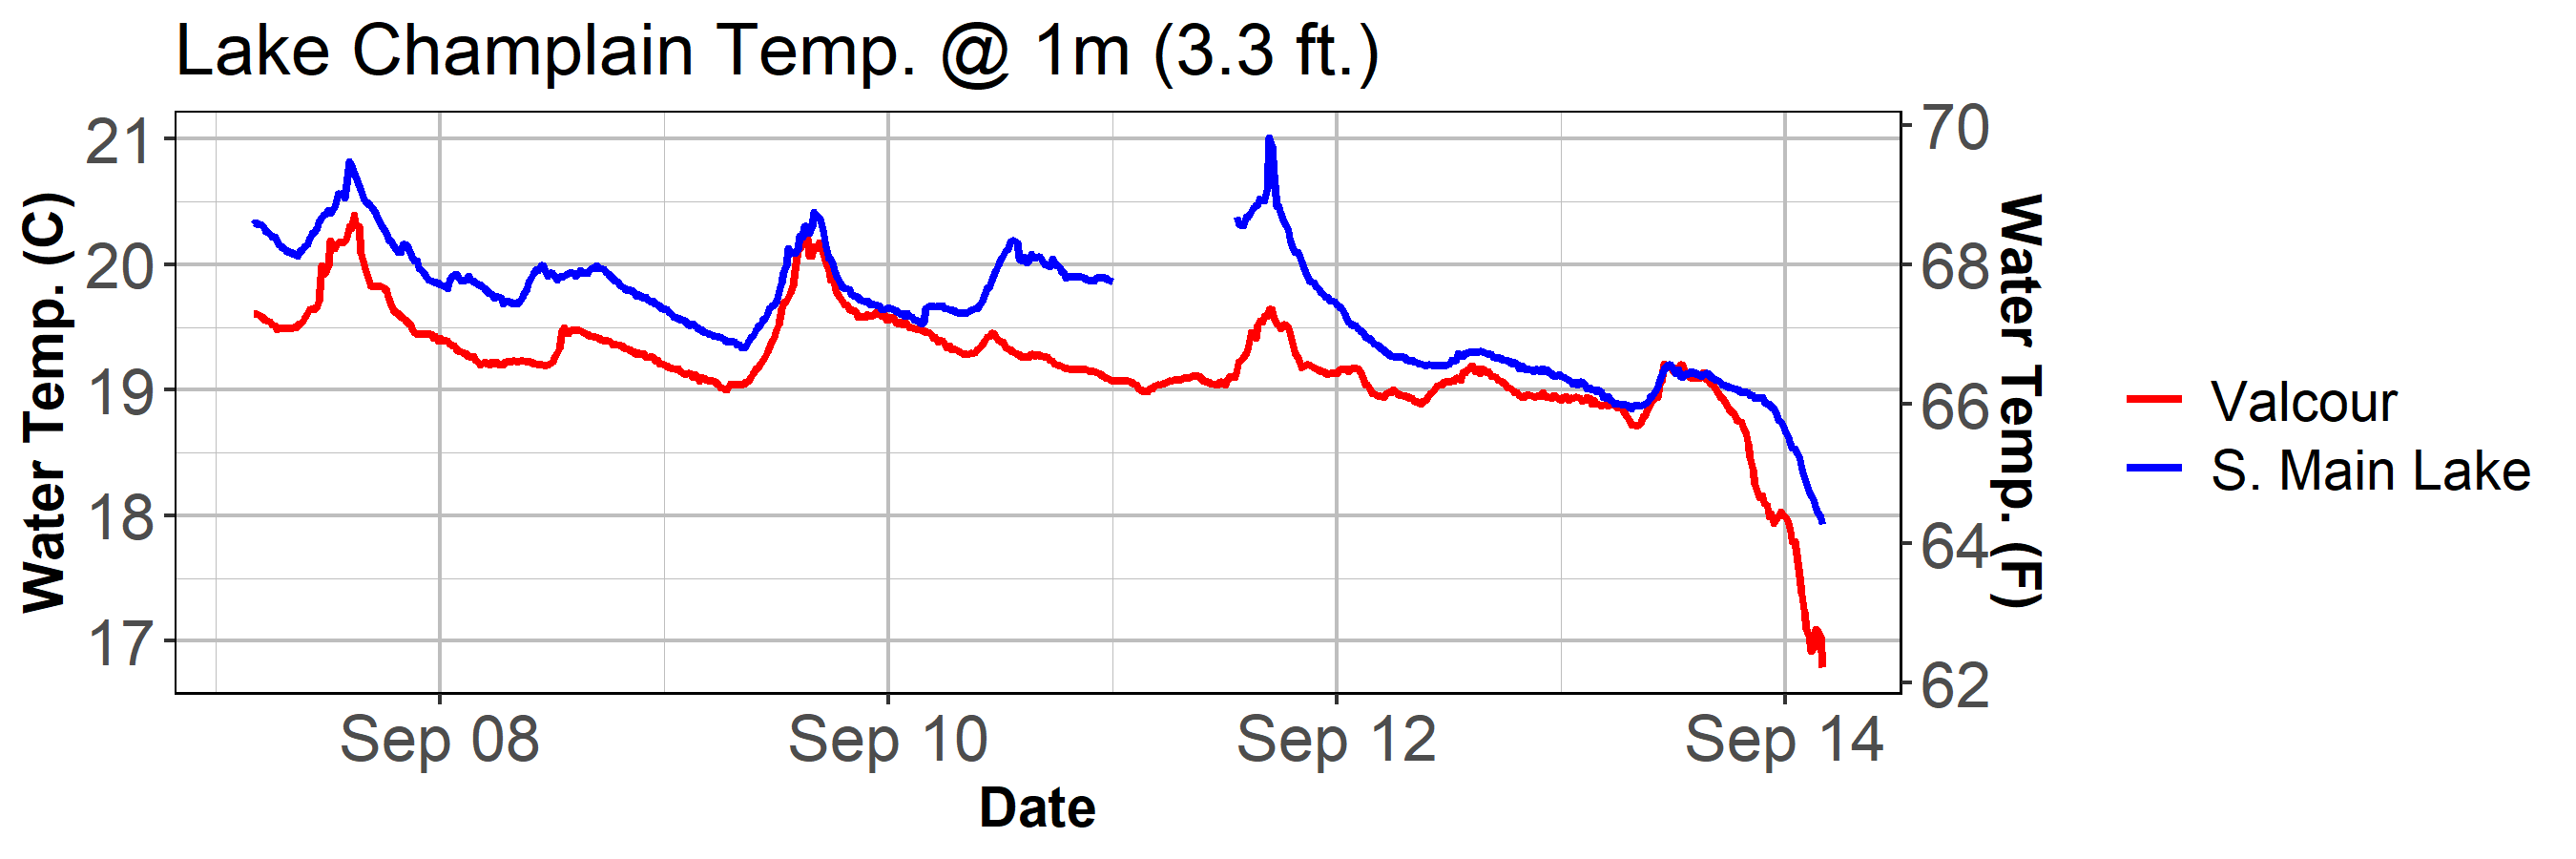 Lake Champlain Temp. @ 1m (3.3 ft.)
Water Temp. (C)
21
20
19
18
17
70
68
66
64
62
Water Temp. (F)
Sep 08
Sep 10
Sep 12
Sep 14
Date
Valcour
S. Main Lake